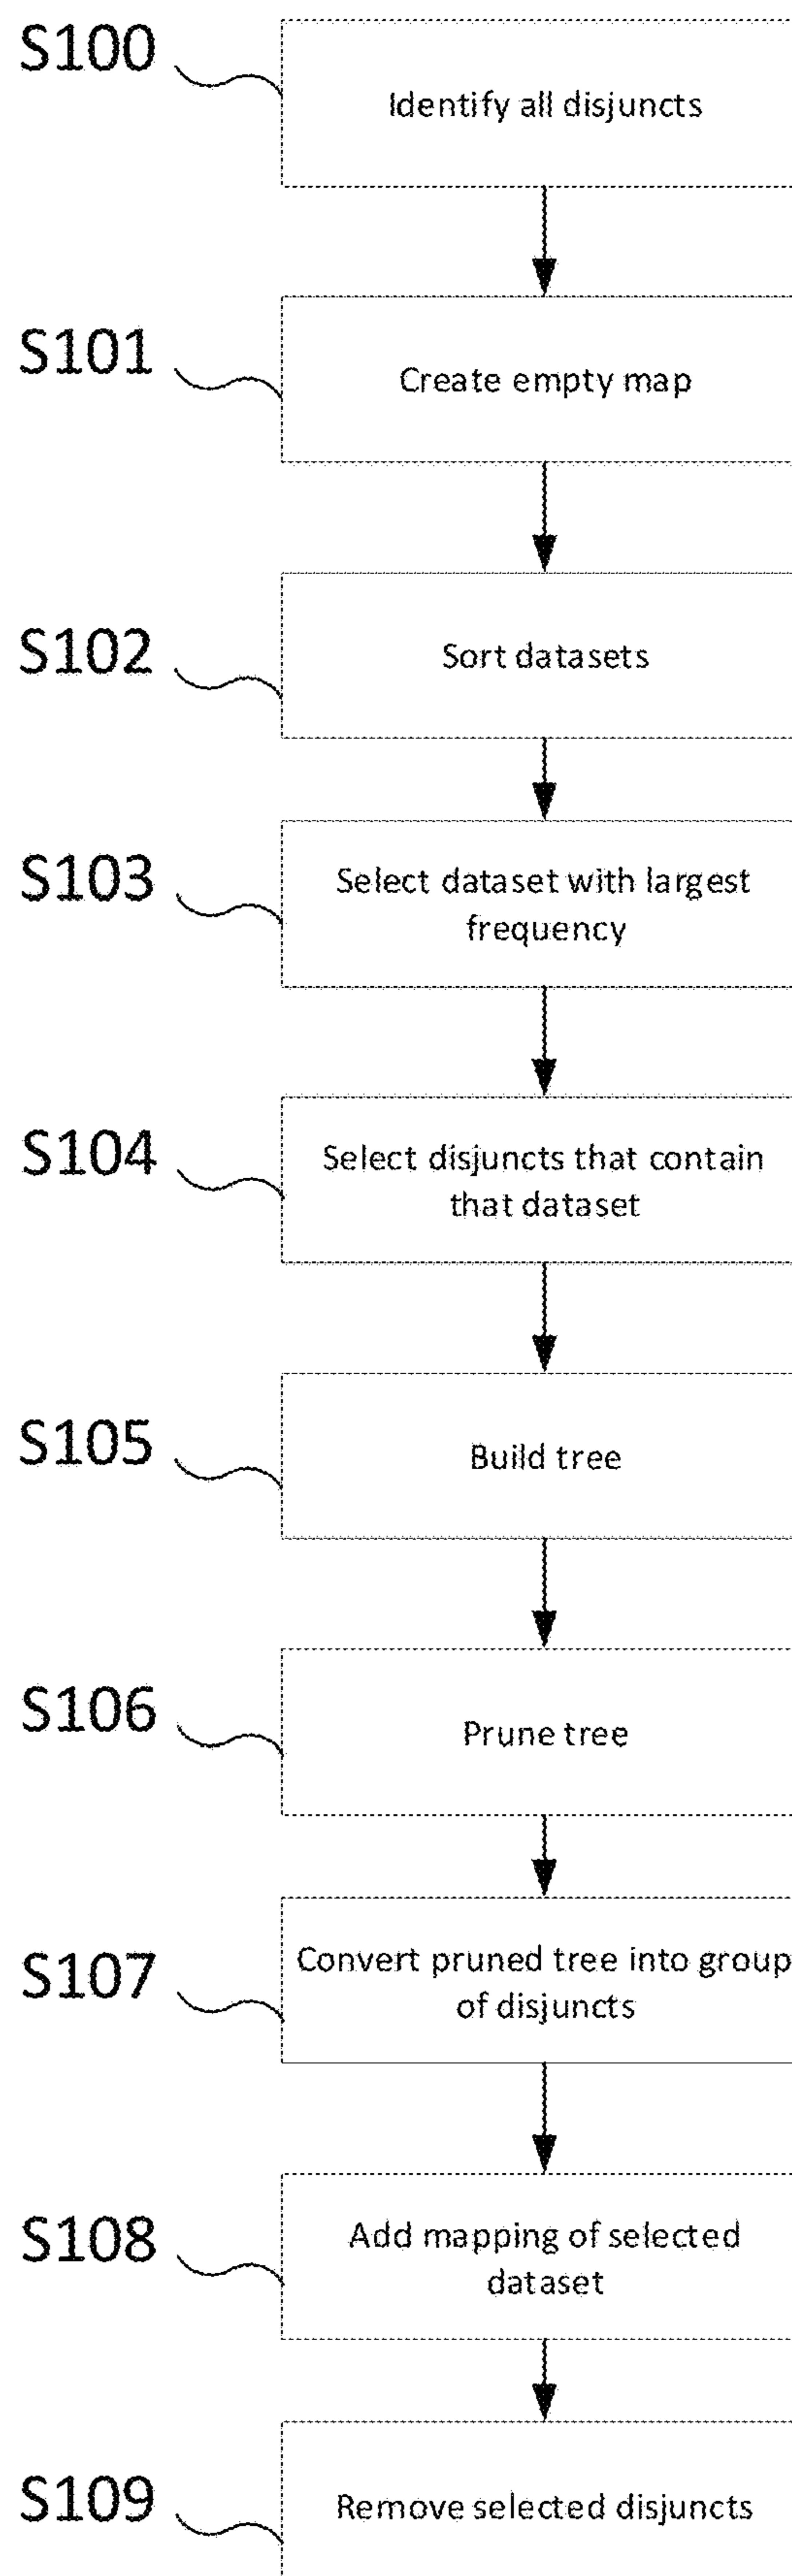 S100
Identify all disjuncts
S101
Create empty map
S102
Sort datasets
S103
Select dataset with largest
frequency
S104
Select disjuncts that contain
that dataset
S105
Build tree
S106
Prune tree
S107
Convert pruned tree into group
of disjuncts
S108
Add mapping of selected
dataset
S109
Remove selected disjuncts